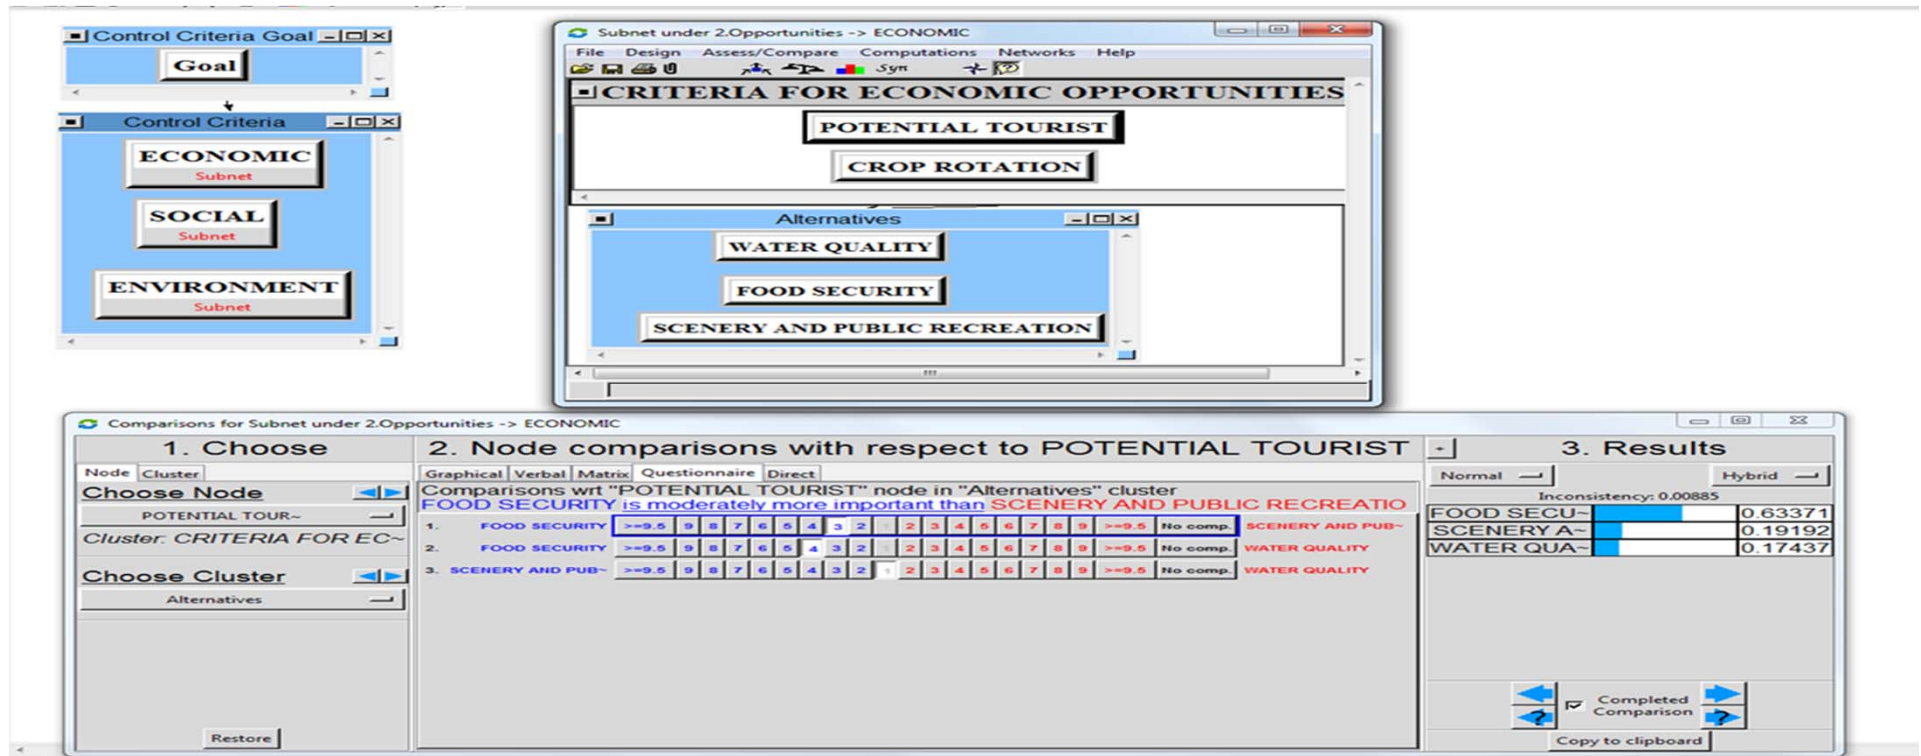 Control Criteria Goal
Goal
Control Criteria
ECONOMIC
Subnet
SOCIAL
Subnet
ENVIRONMENT
Subnet
Subnet under 2.Opportunities -> ECONOMIC
File Design Assess/Compare Computations Networks Help
Syn
CRITERIA FOR ECONOMIC OPPORTUNITIES
POTENTIAL TOURIST
CROP ROTATION
Alternatives
WATER QUALITY
FOOD SECURITY
SCENERY AND PUBLIC RECREATION
Comparisons for Subnet under 2.Opportunities -> ECONOMIC
1. Choose
Node Cluster
Choose Node
POTENTIAL TOUR~
Cluster: CRITERIA FOR EC~
Choose Cluster
Alternatives
Restore
2. Node comparisons with respect to POTENTIAL TOURIST
Graphical Verbal Matrix Questionnaire Direct
Comparisons wrt "POTENTIAL TOURIST" node in "Alternatives" cluster
FOOD SECURITY is moderately more important than SCENERY AND PUBLIC RECREATIO
1. FOOD SECURITY >=9.5 9 8 7 6 5 4 3 2 1 2 3 4 5 6 7 8 9 >=9.5 No comp. SCENERY AND PUB~
2. FOOD SECURITY >=9.5 9 8 7 6 5 4 3 2 1 2 3 4 5 6 7 8 9 >=9.5 No comp. WATER QUALITY
3. SCENERY AND PUB~ >=9.5 9 8 7 6 5 4 3 2 1 2 3 4 5 6 7 8 9 >=9.5 No comp. WATER QUALITY
+ 3. Results
Normal Hybrid
Inconsistency: 0.00885
FOOD SECU~ 0.63371
SCENERY A~ 0.19192
WATER QUA~ 0.17437
Completed
Comparison
Copy to clipboard